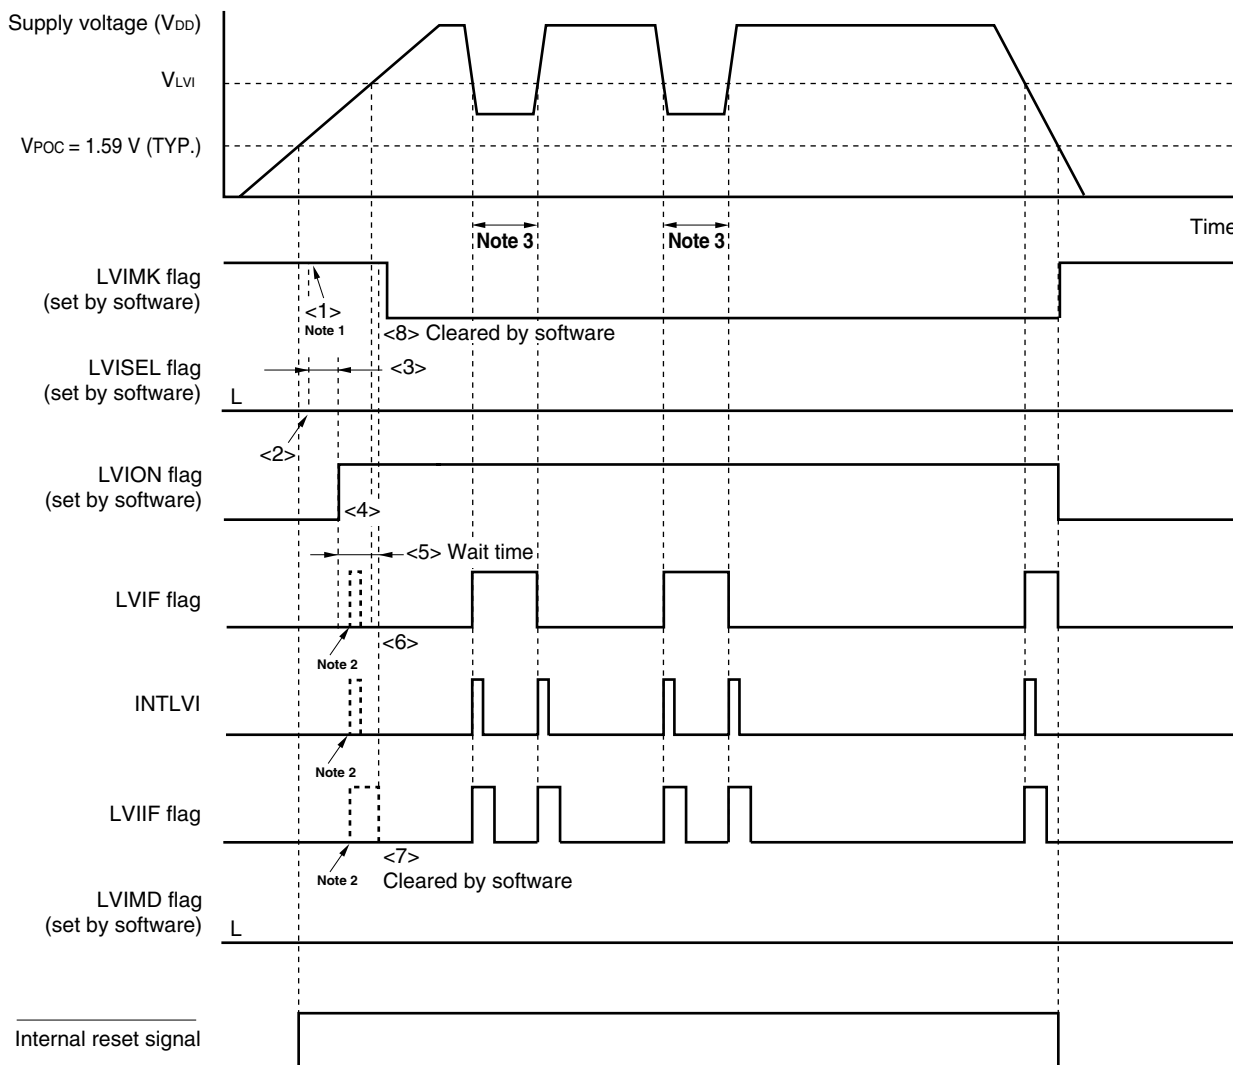 Supply voltage (VDD)
VLVI
VPOC = 1.59 V (TYP.)
Time
Note 3
Note 3
LVIMK flag
(set by software)
<1>
Note 1
<8> Cleared by software
LVISEL flag
(set by software)
L
<3>
<2>
LVION flag
(set by software)
<4>
<5> Wait time
LVIF flag
<6>
Note 2
INTLVI
Note 2
LVIIF flag
<7>
Cleared by software
Note 2
LVIMD flag
(set by software)
L
Internal reset signal